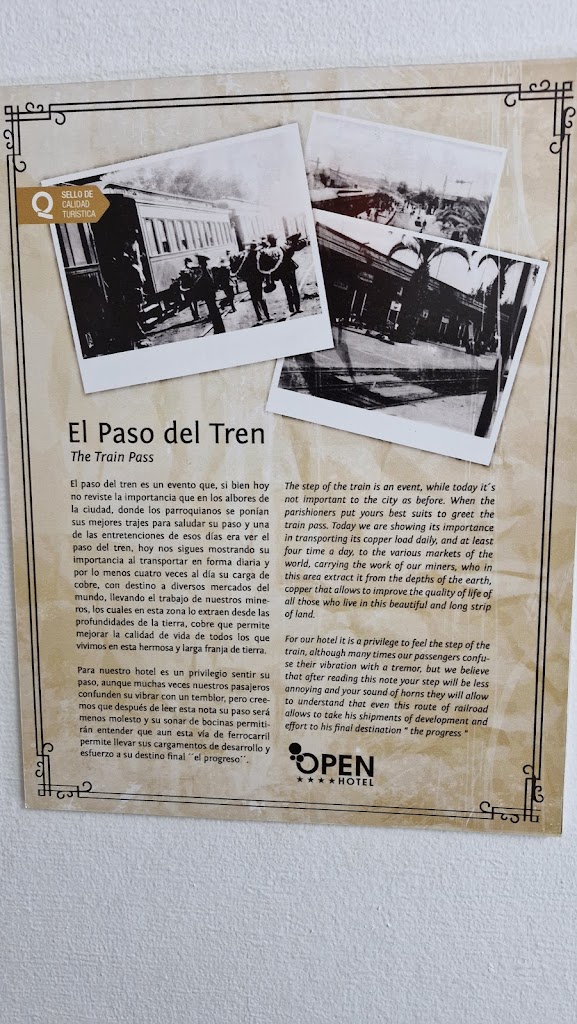 SELLO DE
CALIDAD
TURISTICA
El Paso del Tren
The Train Pass
El paso del tren es un evento que, si bien hoy
no reviste la importancia que en los albores de
la ciudad, donde los parroquianos se ponían
sus mejores trajes para saludar su paso y una
de las entretenciones de esos días era ver el
paso del tren, hoy nos sigues mostrando su
importancia al transportar en forma diaria y
por lo menos cuatro veces al día su carga de
cobre, con destino a diversos mercados del
mundo, llevando el trabajo de nuestros mine-
ros, los cuales en esta zona lo extraen desde las
profundidades de la tierra, cobre que permite
mejorar la calidad de vida de todos los que
vivimos en esta hermosa y larga franja de tierra.
Para nuestro hotel es un privilegio sentir su
paso, aunque muchas veces nuestros pasajeros
confunden su vibrar con un temblor, pero cree-
mos que después de leer esta nota su paso será
menos molesto y su sonar de bocinas permiti-
rán entender que aun esta vía de ferrocarril
permite llevar sus cargamentos de desarrollo y
esfuerzo a su destino final ´´el progreso´´.
The step of the train is an event, while today it´s
not important to the city as before. When the
parishioners put yours best suits to greet the
train pass. Today we are showing its importance
in transporting its copper load daily, and at least
four time a day, to the various markets of the
world, carrying the work of our miners, who in
this area extract it from the depths of the earth,
copper that allows to improve the quality of life of
all those who live in this beautiful and long strip
of land.
For our hotel it is a privilege to feel the step of the
train, although many times our passengers confu-
se their vibration with a tremor, but we believe
that after reading this note your step will be less
annoying and your sound of horns they will allow
to understand that even this route of railroad
allows to take his shipments of development and
effort to his final destination “ the progress “
OPEN
★★★★HOTEL